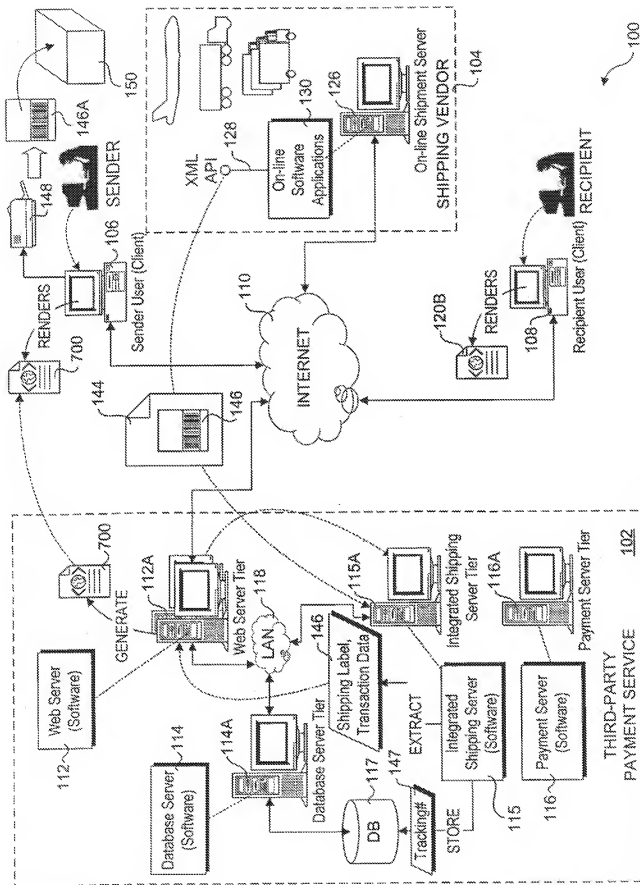 150
146A
148
SENDER
106
Sender User (Client)
RENDERS
700
XML
API
128
130
On-line
Software
Applications
126
On-line Shipment Server
SHIPPING VENDOR
104
100
110
INTERNET
144
146
RECIPIENT
RENDERS
120B
108
Recipient User (Client)
700
GENERATE
112A
Web Server Tier
Web Server
(Software)
112
118
LAN
114
Database Server
(Software)
114A
Database Server Tier
146
Shipping Label,
Transaction Data
115A
Integrated Shipping
Server Tier
116A
Payment Server Tier
117
DB
147
Tracking#
STORE
EXTRACT
Integrated
Shipping Server
(Software)
115
Payment Server
(Software)
116
102
THIRD-PARTY
PAYMENT SERVICE